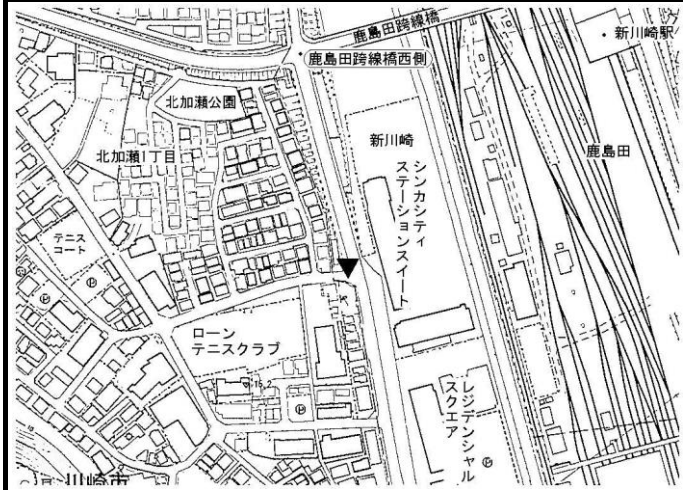 鹿島田跨線橋
新川崎駅
鹿島田跨線橋西側
北加瀬公園
新川崎
北加瀬1丁目
鹿島田
シンカシティ
ステーションスイート
テニス
コート
ローン
テニスクラブ
レジデンシャル
スクエア
川崎市